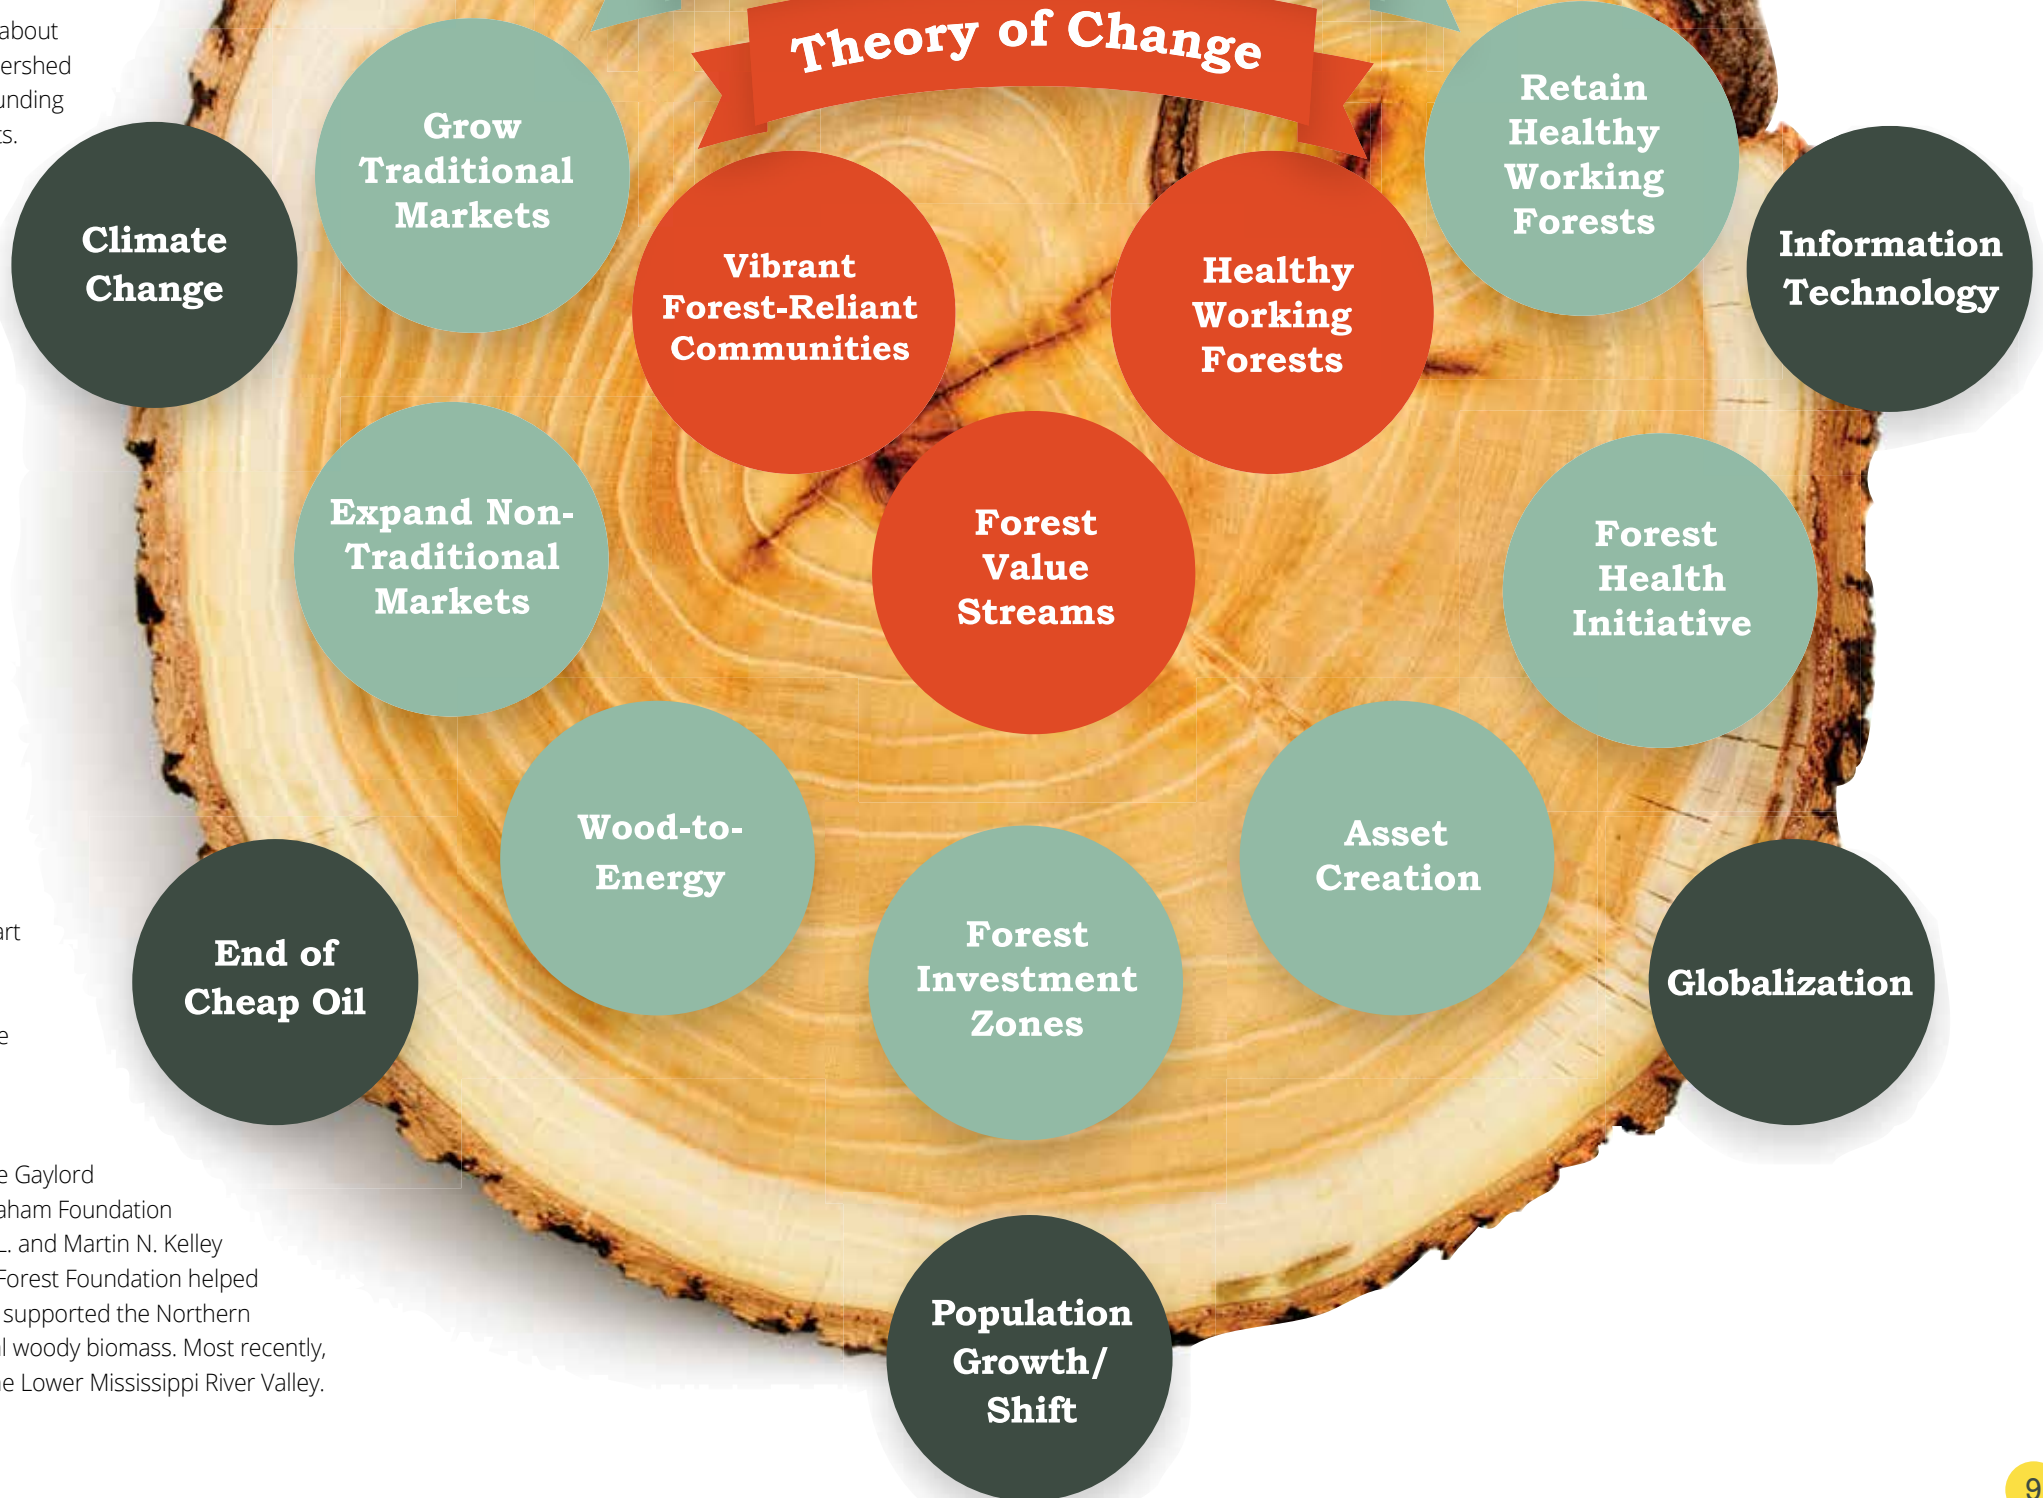 about
ershed
unding
ts.
Theory of Change
Grow
Traditional
Markets
Retain
Healthy
Working
Forests
Climate
Change
Vibrant
Forest-Reliant
Communities
Healthy
Working
Forests
Information
Technology
Expand Non-
Traditional
Markets
Forest
Value
Streams
Forest
Health
Initiative
Wood-to-
Energy
Asset
Creation
Forest
Investment
Zones
art
End of
Cheap Oil
Globalization
e
e Gaylord
aham Foundation
L. and Martin N. Kelley
Forest Foundation helped
supported the Northern
l woody biomass. Most recently,
e Lower Mississippi River Valley.
Population
Growth/
Shift
9